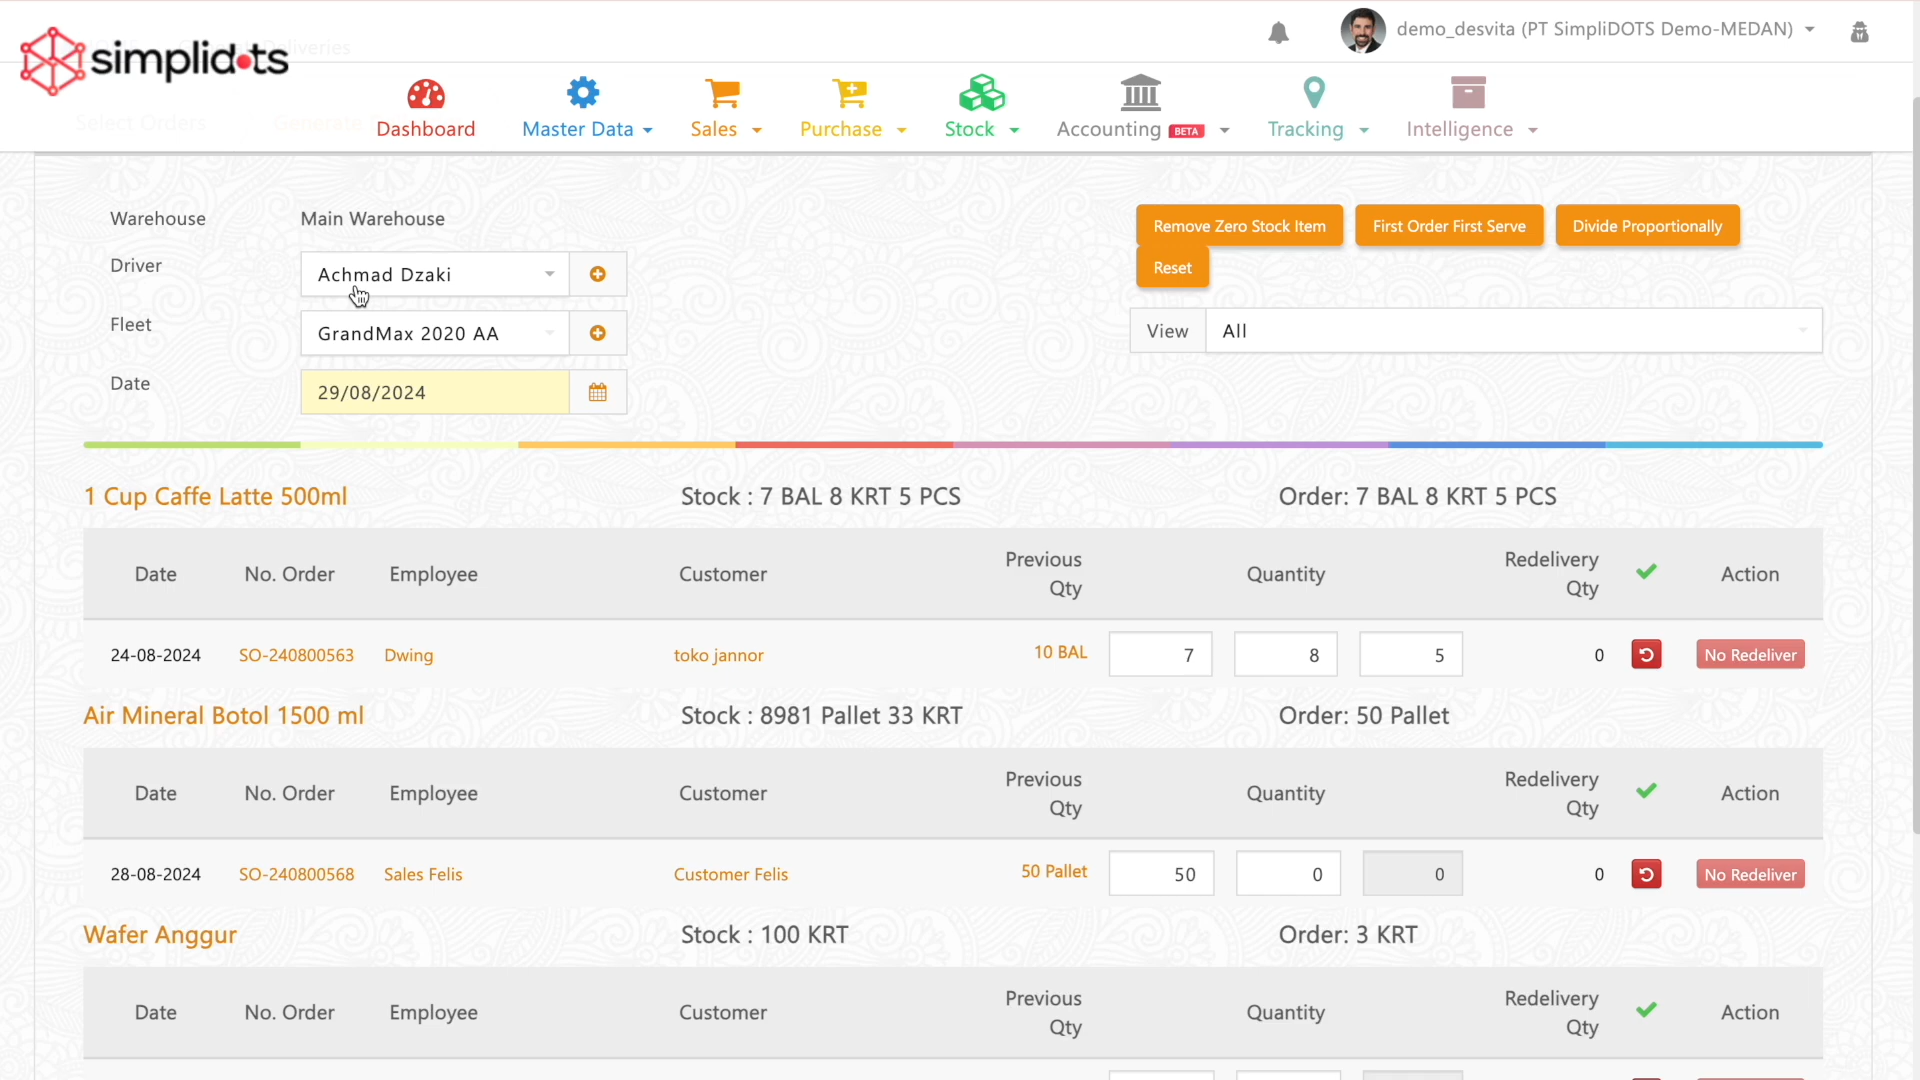 simplidots
demo_desvita (PT SimpliDOTS Demo-MEDAN)
Select Orders
Dashboard
Master Data
Sales
Purchase
Stock
Accounting BETA
Tracking
Intelligence
Warehouse Main Warehouse
Driver Achmad Dzaki
Fleet GrandMax 2020 AA
Date 29/08/2024
Remove Zero Stock Item
First Order First Serve
Divide Proportionally
Reset
View All
1 Cup Caffe Latte 500ml Stock : 7 BAL 8 KRT 5 PCS Order: 7 BAL 8 KRT 5 PCS
Date No. Order Employee Customer Previous Qty Quantity Redelivery Qty Action
24-08-2024 SO-240800563 Dwing toko jannor 10 BAL 7 8 5 0 No Redeliver
Air Mineral Botol 1500 ml Stock : 8981 Pallet 33 KRT Order: 50 Pallet
Date No. Order Employee Customer Previous Qty Quantity Redelivery Qty Action
28-08-2024 SO-240800568 Sales Felis Customer Felis 50 Pallet 50 0 0 0 No Redeliver
Wafer Anggur Stock : 100 KRT Order: 3 KRT
Date No. Order Employee Customer Previous Qty Quantity Redelivery Qty Action